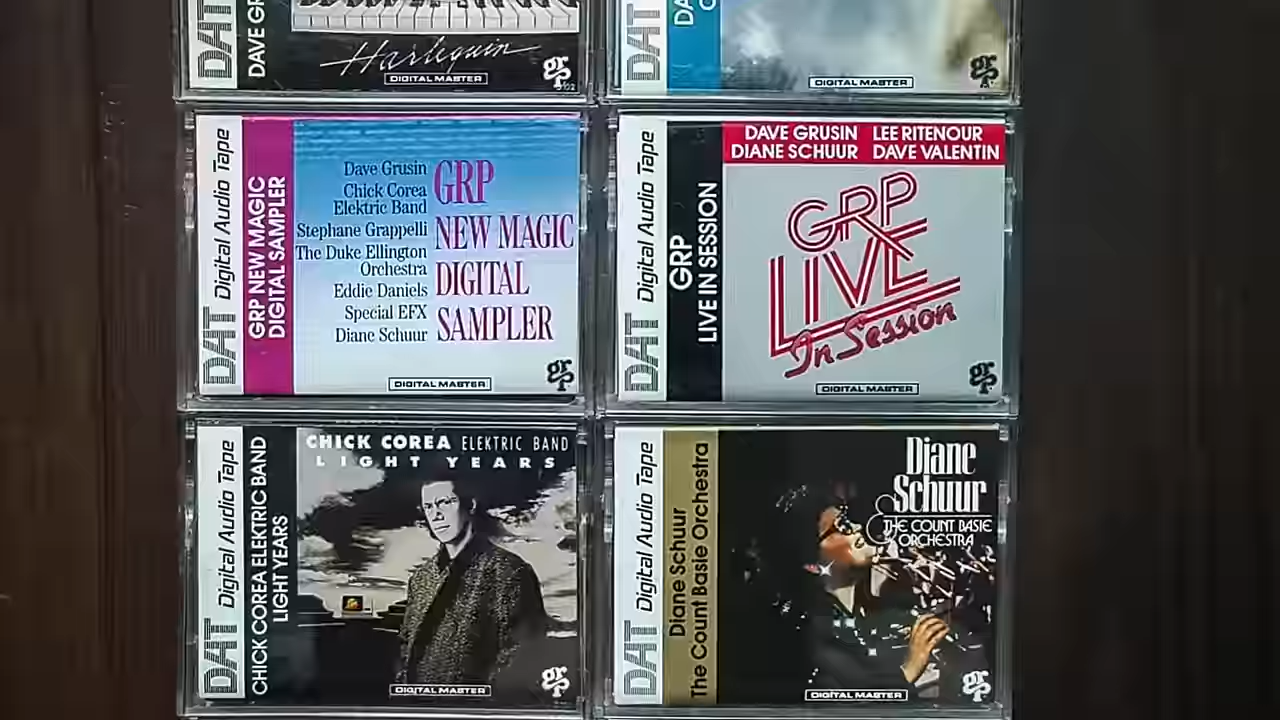 DAT
DAVE GR
Harlequin
DIGITAL MASTER
grp
DAT
DIGITAL MASTER
grp
DAT Digital Audio Tape
GRP NEW MAGIC
DIGITAL SAMPLER
Dave Grusin
Chick Corea
Elektric Band
Stephane Grappelli
The Duke Ellington
Orchestra
Eddie Daniels
Special EFX
Diane Schuur
GRP
NEW MAGIC
DIGITAL
SAMPLER
DIGITAL MASTER
grp
DAT Digital Audio Tape
GRP
LIVE IN SESSION
DAVE GRUSIN LEE RITENOUR
DIANE SCHUUR DAVE VALENTIN
GRP
LIVE
In Session
DIGITAL MASTER
grp
DAT Digital Audio Tape
CHICK COREA ELEKTRIC BAND
LIGHT YEARS
CHICK COREA ELEKTRIC BAND
LIGHT YEARS
DIGITAL MASTER
grp
DAT Digital Audio Tape
Diane Schuur
The Count Basie Orchestra
Diane
Schuur
THE COUNT BASIE
ORCHESTRA
DIGITAL MASTER
grp